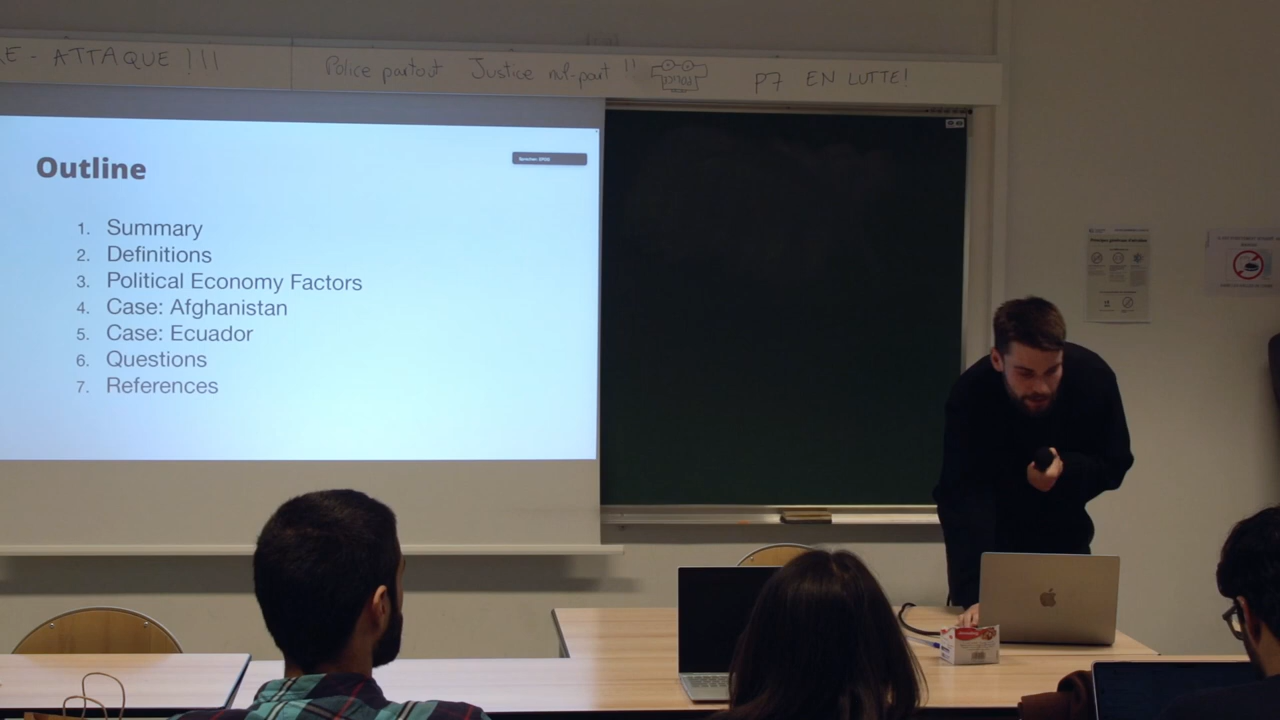 RE - ATTAQUE !!!
Police partout Justice nul-part !!
P7 EN LUTTE!
Outline
1. Summary
2. Definitions
3. Political Economy Factors
4. Case: Afghanistan
5. Case: Ecuador
6. Questions
7. References